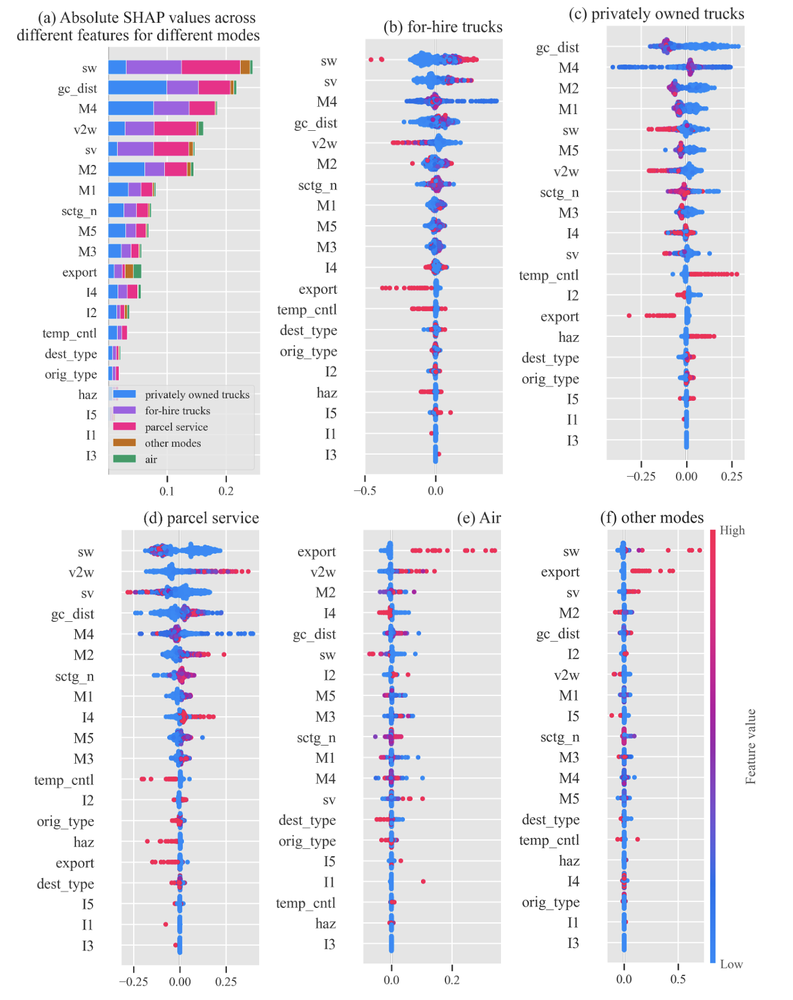 (a) Absolute SHAP values across
different features for different modes
sw
gc_dist
M4
v2w
sv
M2
M1
sctg_n
M5
M3
export
I4
I2
temp_cntl
dest_type
orig_type
haz
I5
I1
I3
privately owned trucks
for-hire trucks
parcel service
other modes
air
0.1
0.2
(b) for-hire trucks
sw
sv
M4
gc_dist
v2w
M2
sctg_n
M1
M5
M3
I4
export
temp_cntl
dest_type
orig_type
I2
haz
I5
I1
I3
−0.5
0.0
(c) privately owned trucks
gc_dist
M4
M2
M1
sw
M5
v2w
sctg_n
M3
I4
sv
temp_cntl
I2
export
haz
dest_type
orig_type
I5
I1
I3
−0.25
0.00
0.25
(d) parcel service
sw
v2w
sv
gc_dist
M4
M2
sctg_n
M1
I4
M5
M3
temp_cntl
I2
orig_type
haz
export
dest_type
I5
I1
I3
−0.25
0.00
0.25
(e) Air
export
v2w
M2
I4
gc_dist
sw
I2
M5
M3
sctg_n
M1
M4
sv
dest_type
orig_type
I5
I1
temp_cntl
haz
I3
0.0
0.2
(f) other modes
sw
export
sv
M2
gc_dist
I2
v2w
M1
I5
sctg_n
M3
M4
M5
dest_type
temp_cntl
haz
I4
orig_type
I1
I3
0.0
0.5
High
Feature value
Low